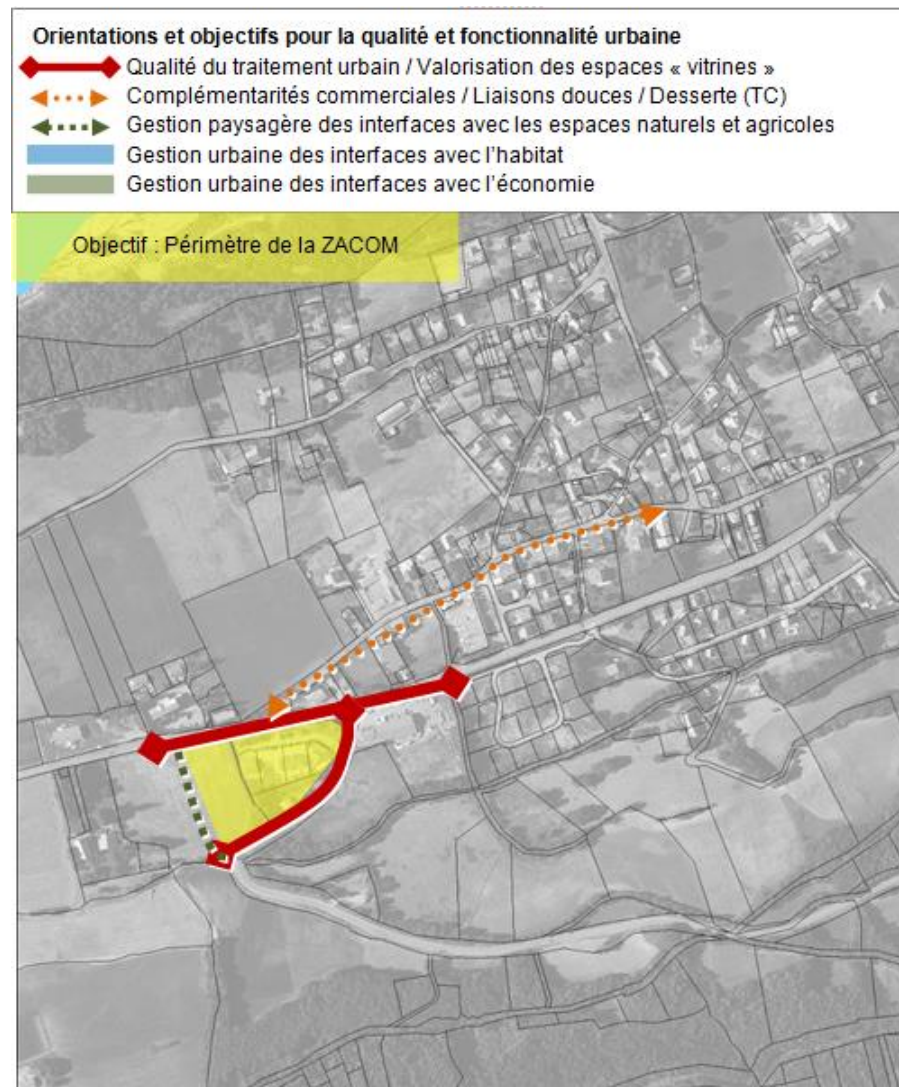 Orientations et objectifs pour la qualité et fonctionnalité urbaine
Qualité du traitement urbain / Valorisation des espaces « vitrines »
Complémentarités commerciales / Liaisons douces / Desserte (TC)
Gestion paysagère des interfaces avec les espaces naturels et agricoles
Gestion urbaine des interfaces avec l'habitat
Gestion urbaine des interfaces avec l'économie
Objectif : Périmètre de la ZACOM